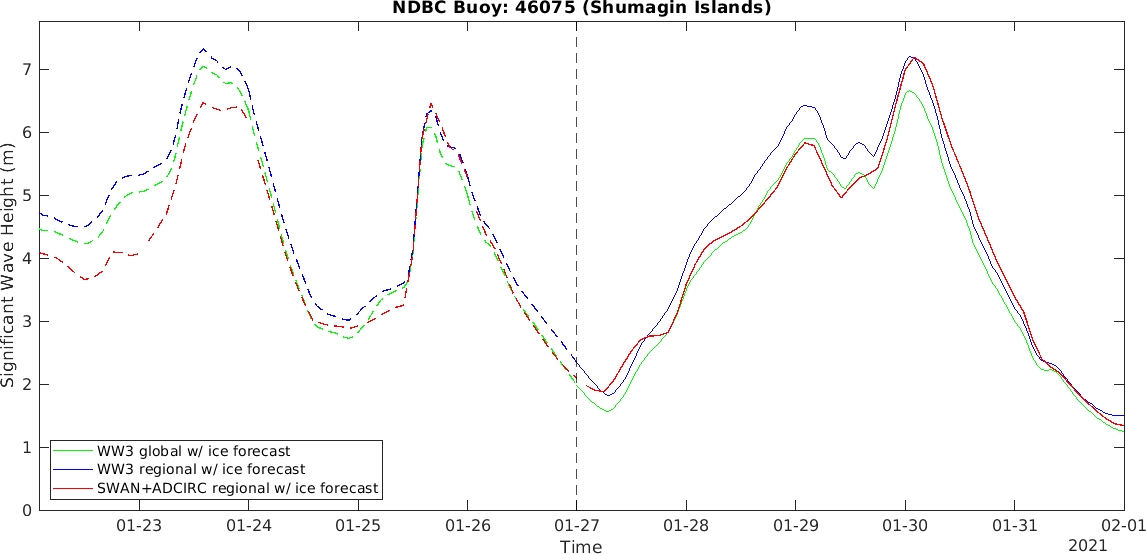 NDBC Buoy: 46075 (Shumagin Islands)
Significant Wave Height (m)
7
6
5
4
3
2
1
0
WW3 global w/ ice forecast
WW3 regional w/ ice forecast
SWAN+ADCIRC regional w/ ice forecast
01-23 01-24 01-25 01-26 01-27 01-28 01-29 01-30 01-31 02-01
Time
2021